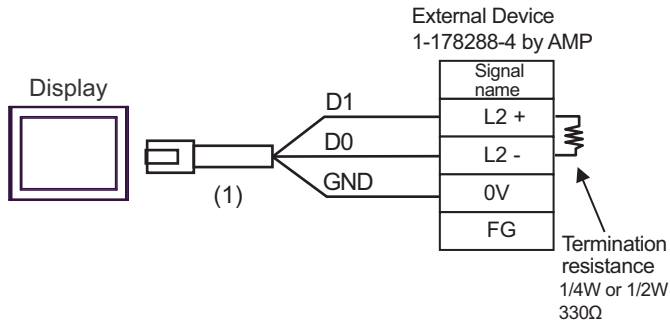 External Device
1-178288-4 by AMP
Display
Signal
name
D1
L2 +
D0
L2 -
GND
0V
(1)
FG
Termination
resistance
1/4W or 1/2W
330Ω